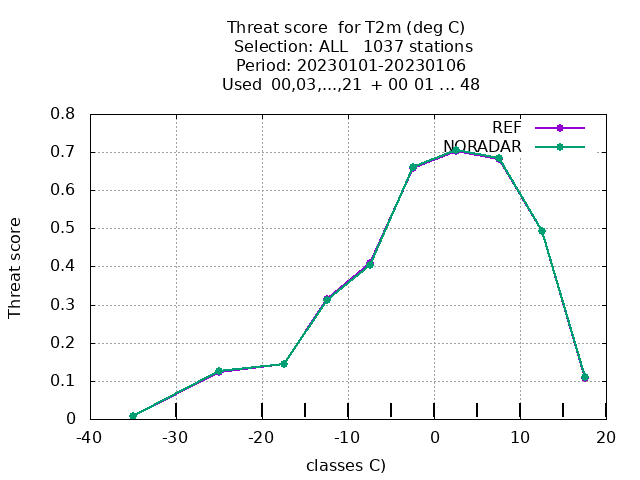 Threat score  for T2m (deg C)
Selection: ALL   1037 stations
Period: 20230101-20230106
Used  00,03,...,21  + 00 01 ... 48
REF
NORADAR
Threat score
0.8
0.7
0.6
0.5
0.4
0.3
0.2
0.1
0
-40 -30 -20 -10 0 10 20
classes C)